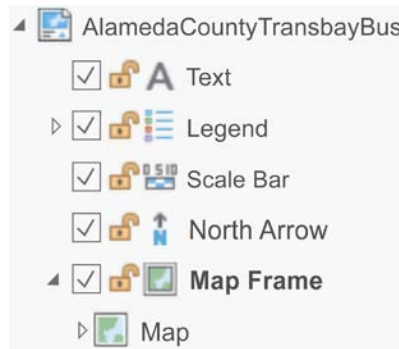 AlamedaCountyTransbayBus
Text
Legend
Scale Bar
North Arrow
Map Frame
Map